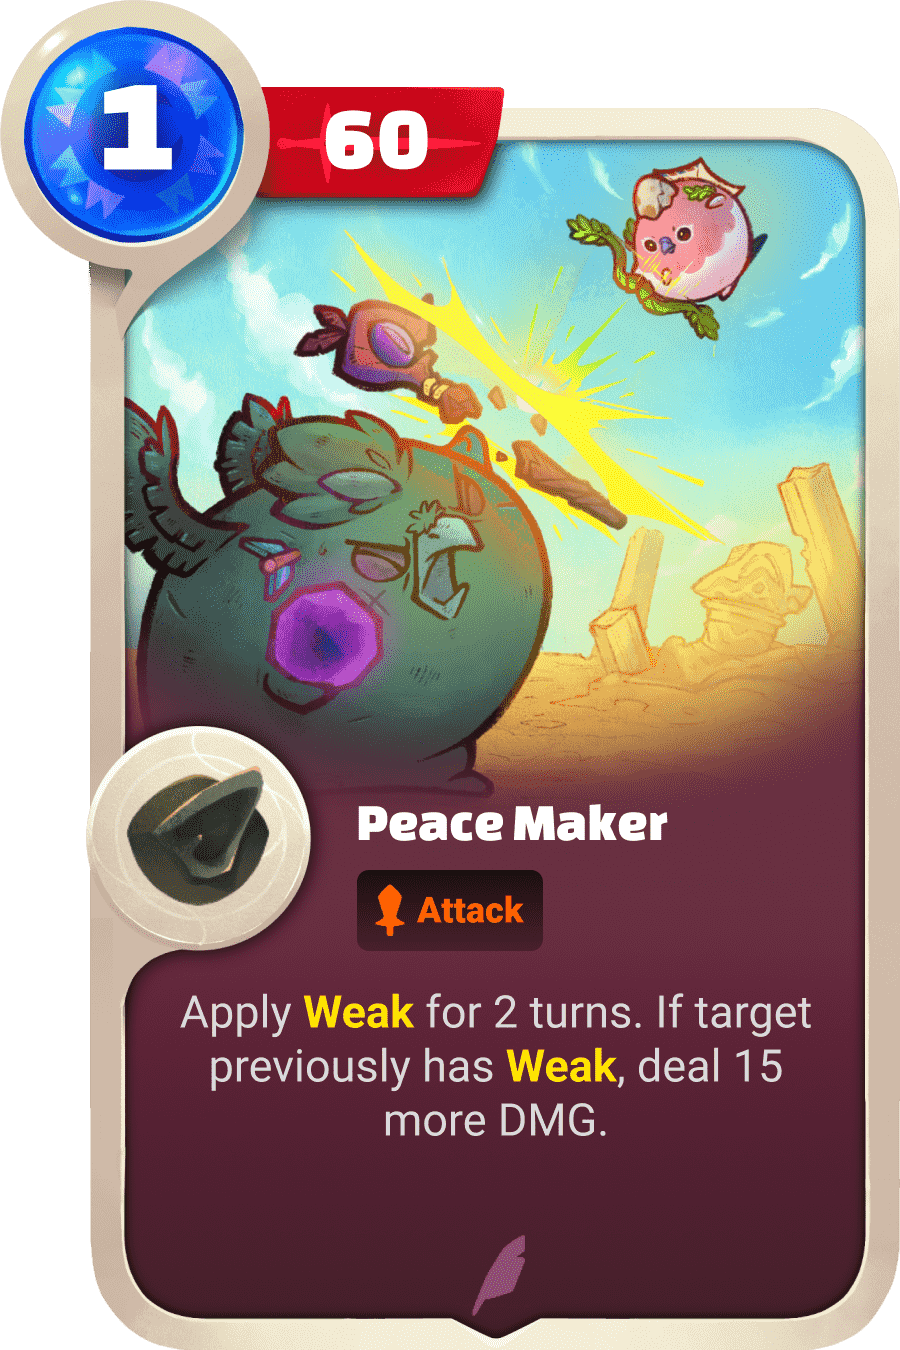 1
60
Peace Maker
Attack
Apply Weak for 2 turns. If target
previously has Weak, deal 15
more DMG.